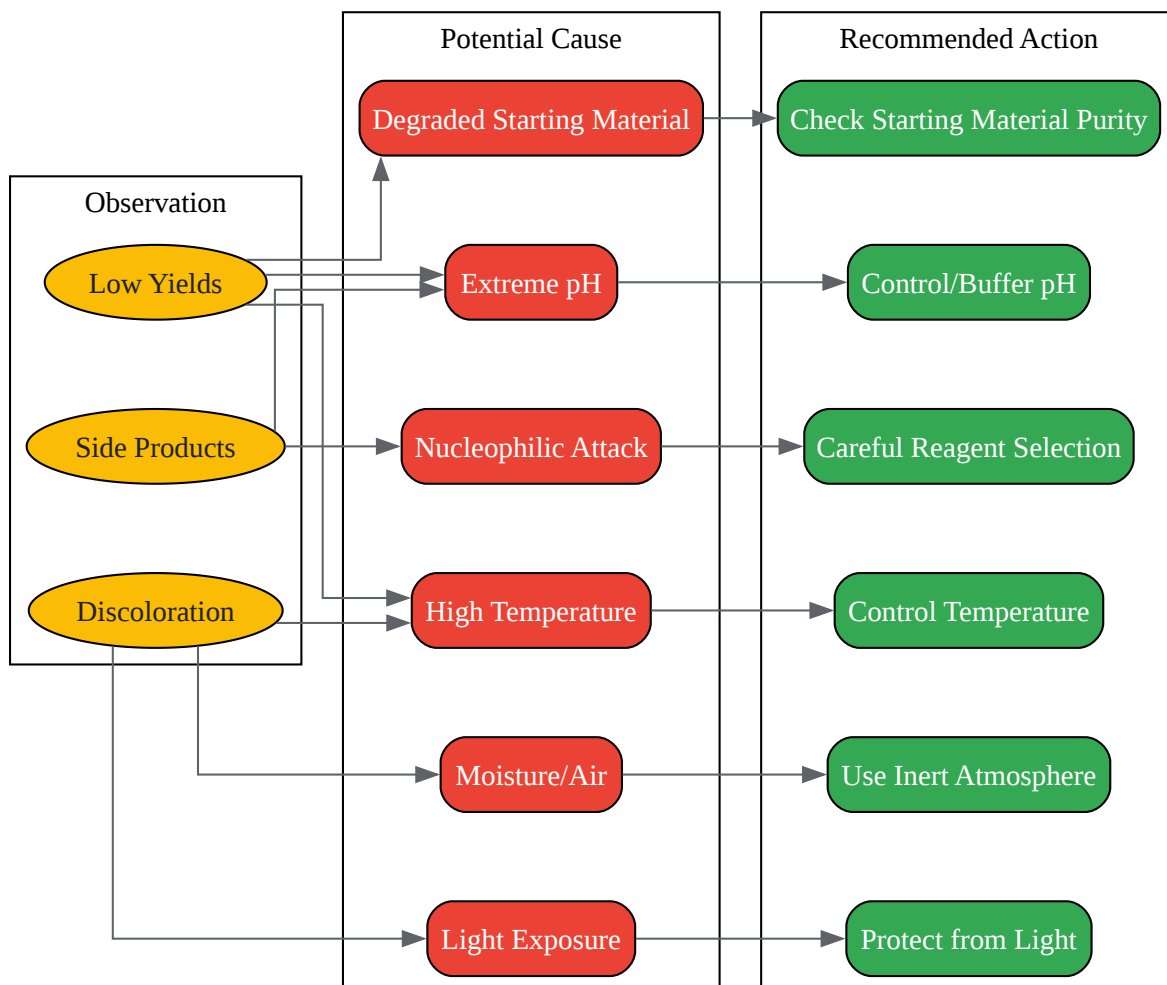 Potential Cause
Recommended Action
Degraded Starting Material
Check Starting Material Purity
Observation
Low Yields
Extreme pH
Control/Buffer pH
Side Products
Nucleophilic Attack
Careful Reagent Selection
Discoloration
High Temperature
Control Temperature
Moisture/Air
Use Inert Atmosphere
Light Exposure
Protect from Light